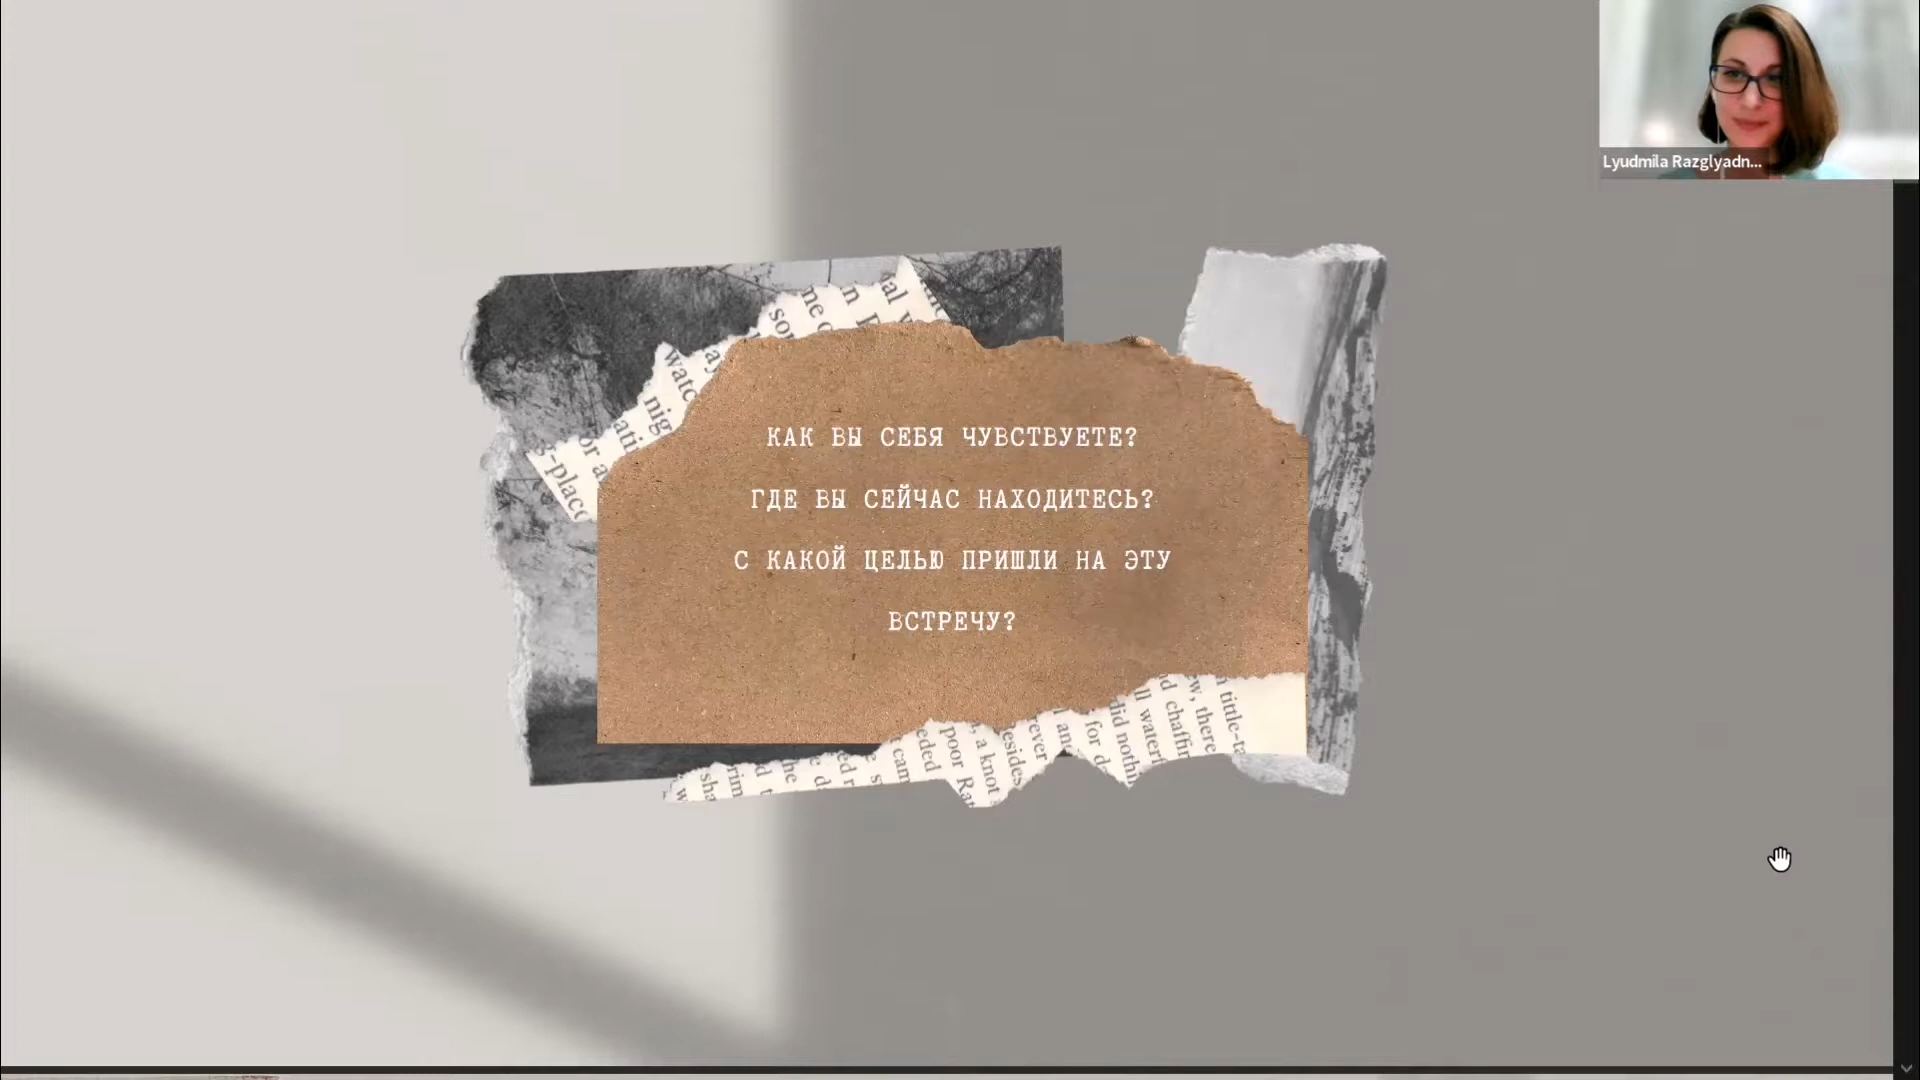 Lyudmila Razglyadn...
КАК ВЫ СЕБЯ ЧУВСТВУЕТЕ?
ГДЕ ВЫ СЕЙЧАС НАХОДИТЕСЬ?
С КАКОЙ ЦЕЛЬЮ ПРИШЛИ НА ЭТУ
ВСТРЕЧУ?